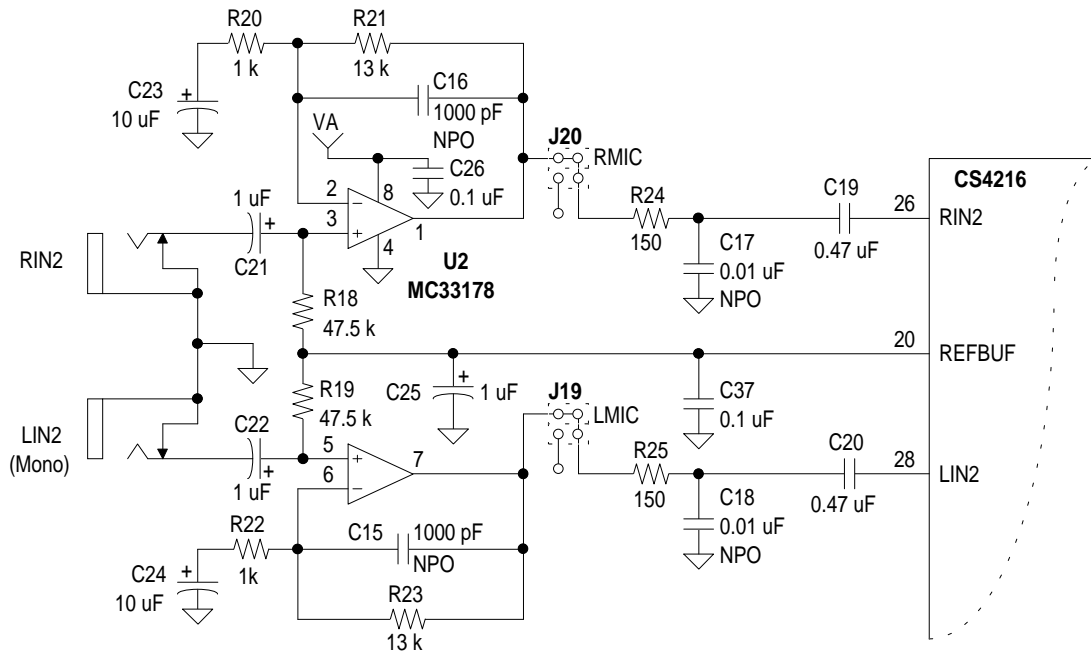 R20
1 k
R21
13 k
C23
+
10 uF
C16
1000 pF
NPO
VA
C26
0.1 uF
2
3
8
4
1
U2
MC33178
J20
RMIC
R24
150
C17
0.01 uF
NPO
C19
0.47 uF
26
CS4216
RIN2
RIN2
1 uF
+
C21
R18
47.5 k
R19
47.5 k
C25
+
1 uF
20
REFBUF
C37
0.1 uF
J19
LMIC
LIN2
(Mono)
C22
+
1 uF
5
6
7
R25
150
C18
0.01 uF
NPO
C20
0.47 uF
28
LIN2
R22
1k
C24
+
10 uF
C15
1000 pF
NPO
R23
13 k